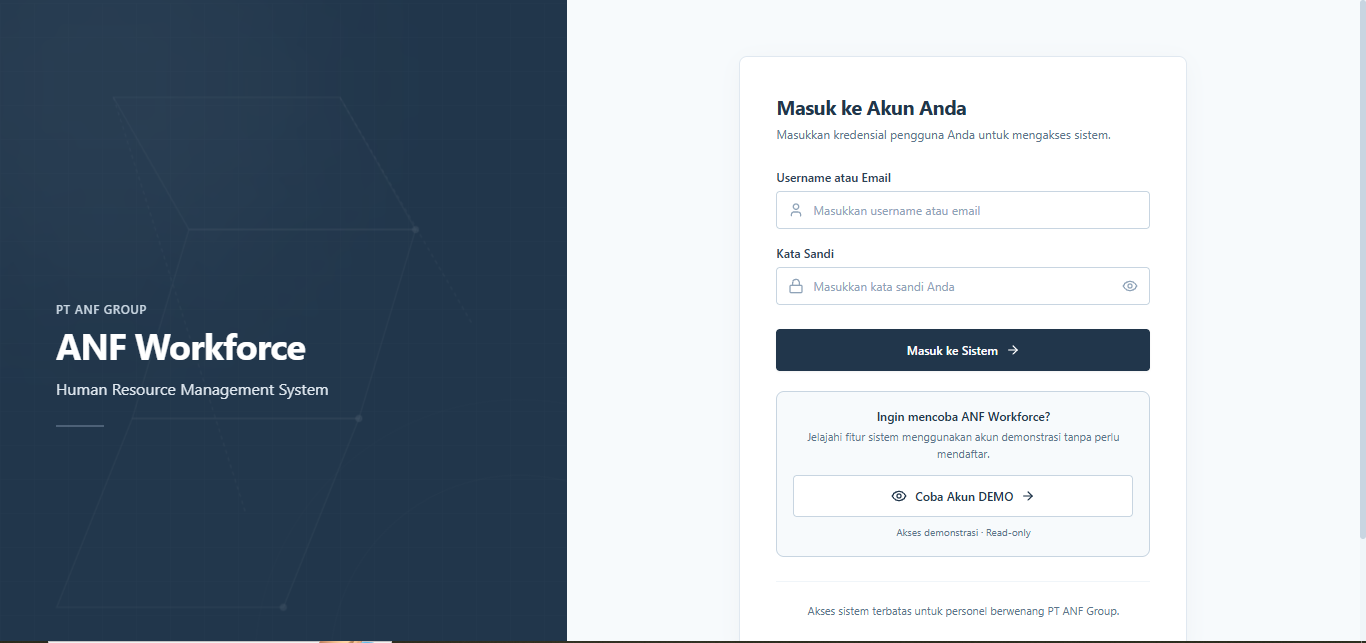 PT ANF GROUP
ANF Workforce
Human Resource Management System
Masuk ke Akun Anda
Masukkan kredensial pengguna Anda untuk mengakses sistem.
Username atau Email
Masukkan username atau email
Kata Sandi
Masukkan kata sandi Anda
Masuk ke Sistem
Ingin mencoba ANF Workforce?
Jelajahi fitur sistem menggunakan akun demonstrasi tanpa perlu
mendaftar.
Coba Akun DEMO
Akses demonstrasi · Read-only
Akses sistem terbatas untuk personel berwenang PT ANF Group.